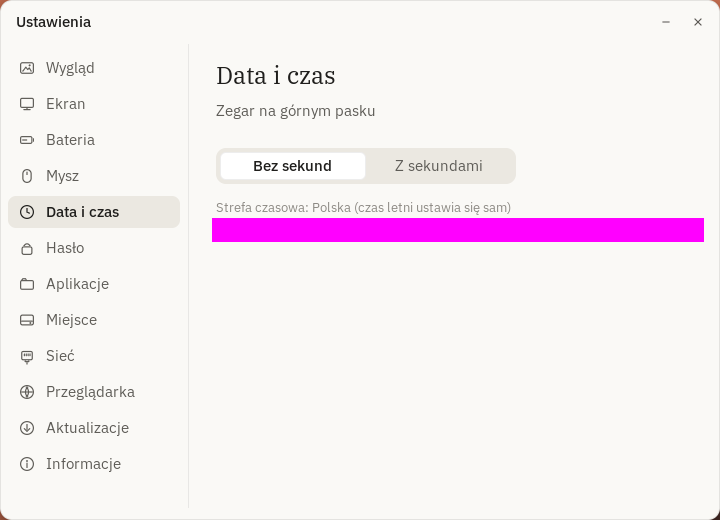 Ustawienia
Wygląd
Ekran
Bateria
Mysz
Data i czas
Hasło
Aplikacje
Miejsce
Sieć
Przeglądarka
Aktualizacje
Informacje
Data i czas
Zegar na górnym pasku
Bez sekund
Z sekundami
Strefa czasowa: Polska (czas letni ustawia się sam)